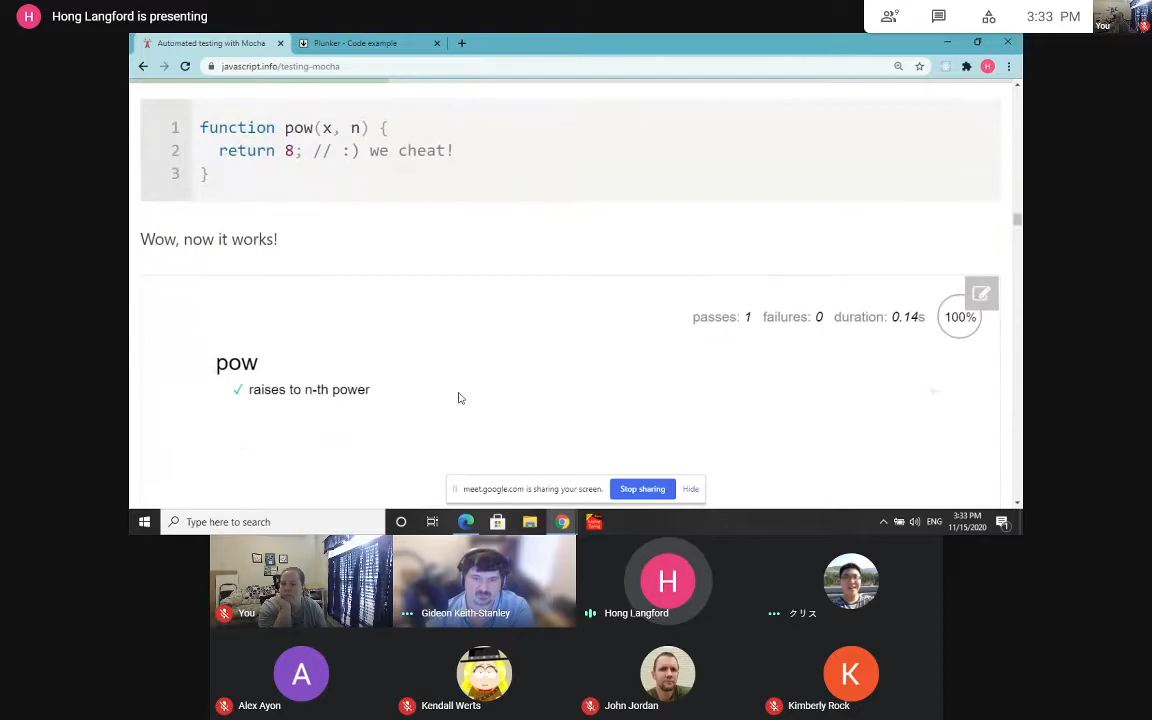 H Hong Langford is presenting
9
3:33 PM
You
Automated testing with Mocha
Plunker - Code example
javascript.info/testing-mocha
H
1 function pow(x, n) {
2 return 8; // :) we cheat!
3 }
Wow, now it works!
passes: 1 failures: 0 duration: 0.14s 100%
pow
✓ raises to n-th power
meet.google.com is sharing your screen. Stop sharing Hide
Type here to search
ENG
3:33 PM
11/15/2020
1
You
Gideon Keith-Stanley
H
Hong Langford
クリス
A
Alex Ayon
Kendall Werts
John Jordan
K
Kimberly Rock